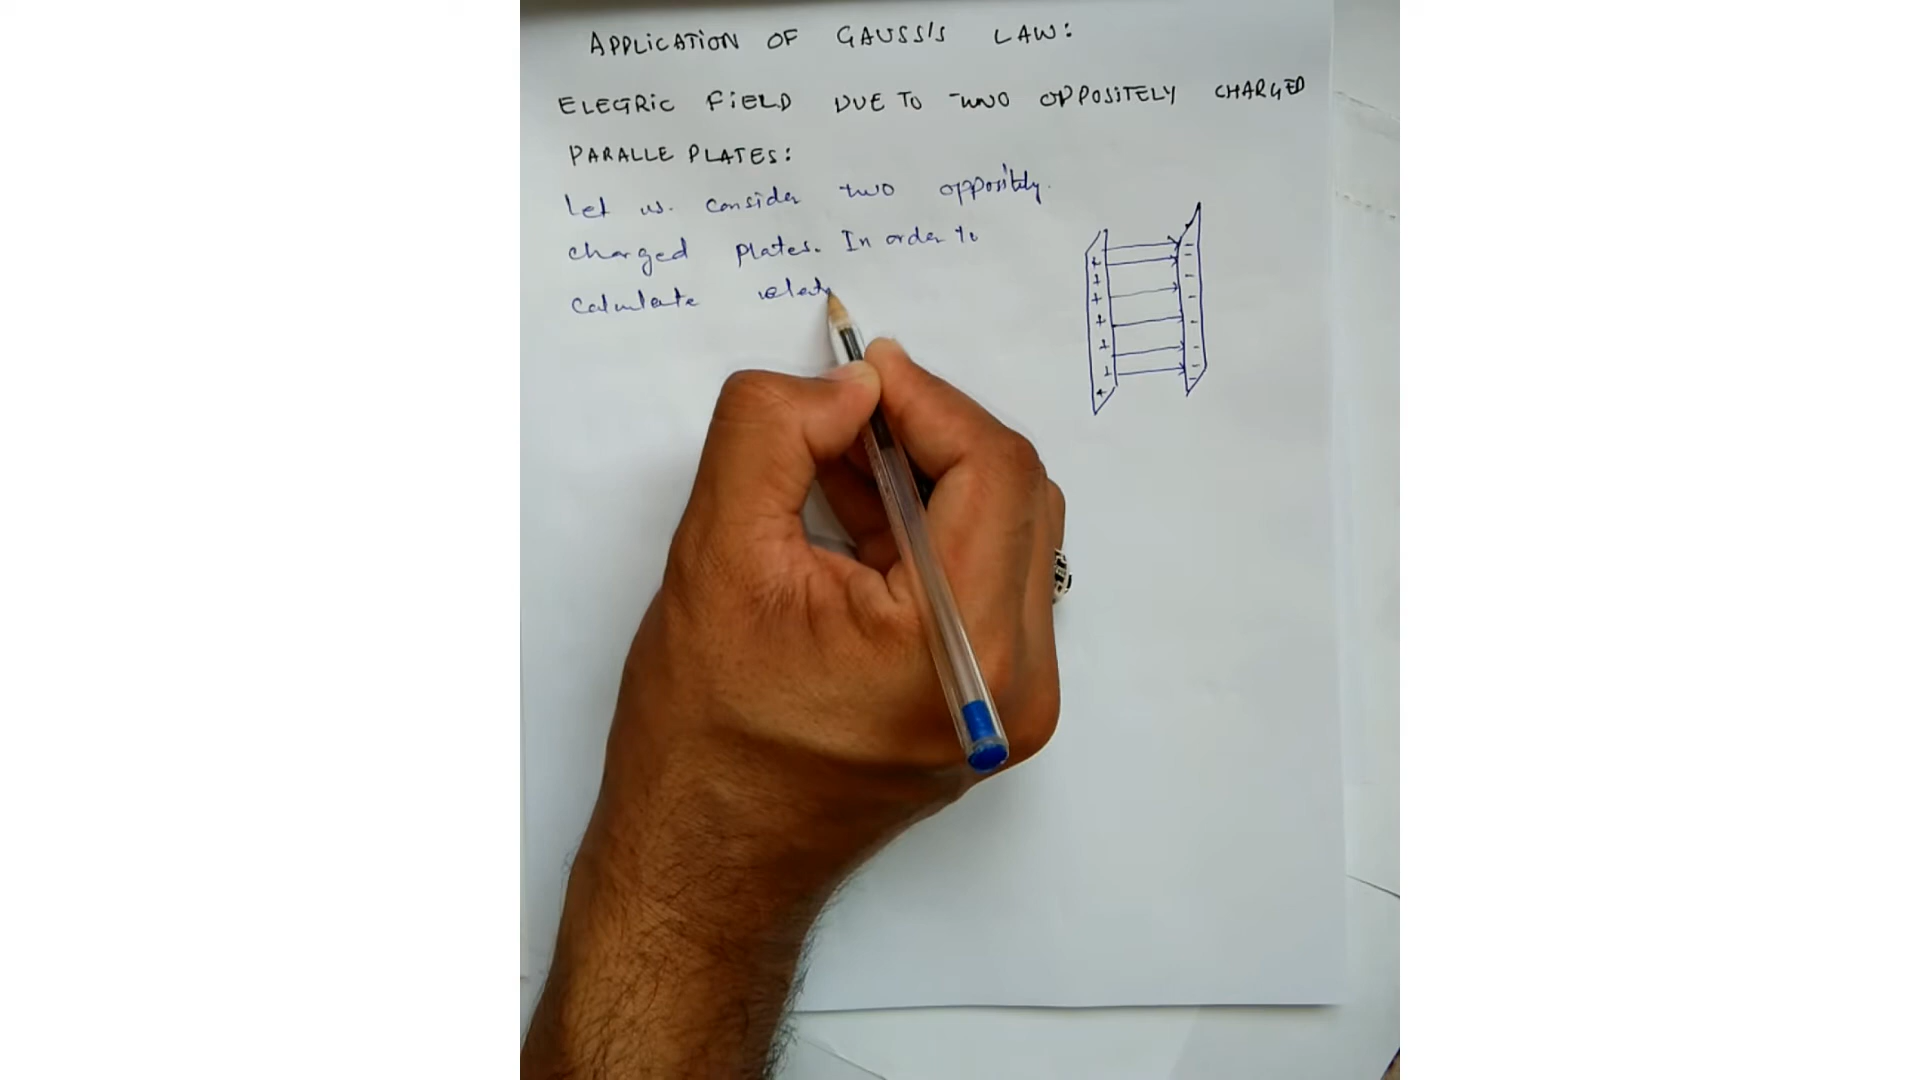 APPLICATION OF GAUSS'S LAW:
ELECTRIC FIELD DUE TO TWO OPPOSITELY CHARGED
PARALLE PLATES:
Let us. consider two oppositely.
charged plates. In order to
Calculate